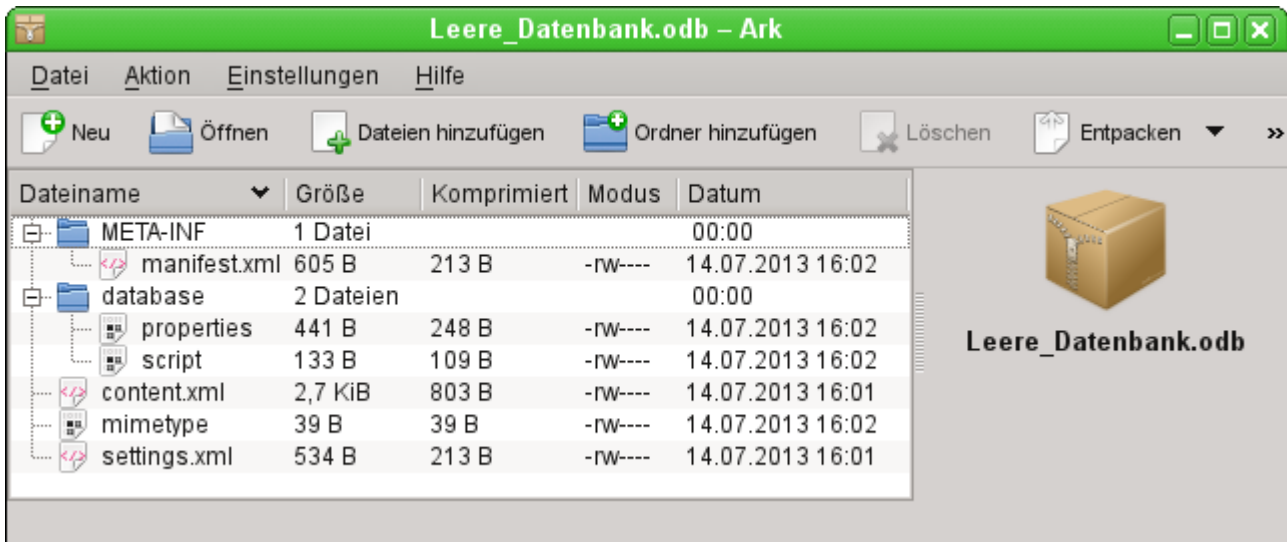 Leere_Datenbank.odb – Ark
Datei Aktion Einstellungen Hilfe
Neu Öffnen Dateien hinzufügen Ordner hinzufügen Löschen Entpacken »
Dateiname Größe Komprimiert Modus Datum
META-INF 1 Datei 00:00
manifest.xml 605 B 213 B -rw---- 14.07.2013 16:02
database 2 Dateien 00:00
properties 441 B 248 B -rw---- 14.07.2013 16:02
script 133 B 109 B -rw---- 14.07.2013 16:02
content.xml 2,7 KiB 803 B -rw---- 14.07.2013 16:01
mimetype 39 B 39 B -rw---- 14.07.2013 16:02
settings.xml 534 B 213 B -rw---- 14.07.2013 16:01
Leere_Datenbank.odb